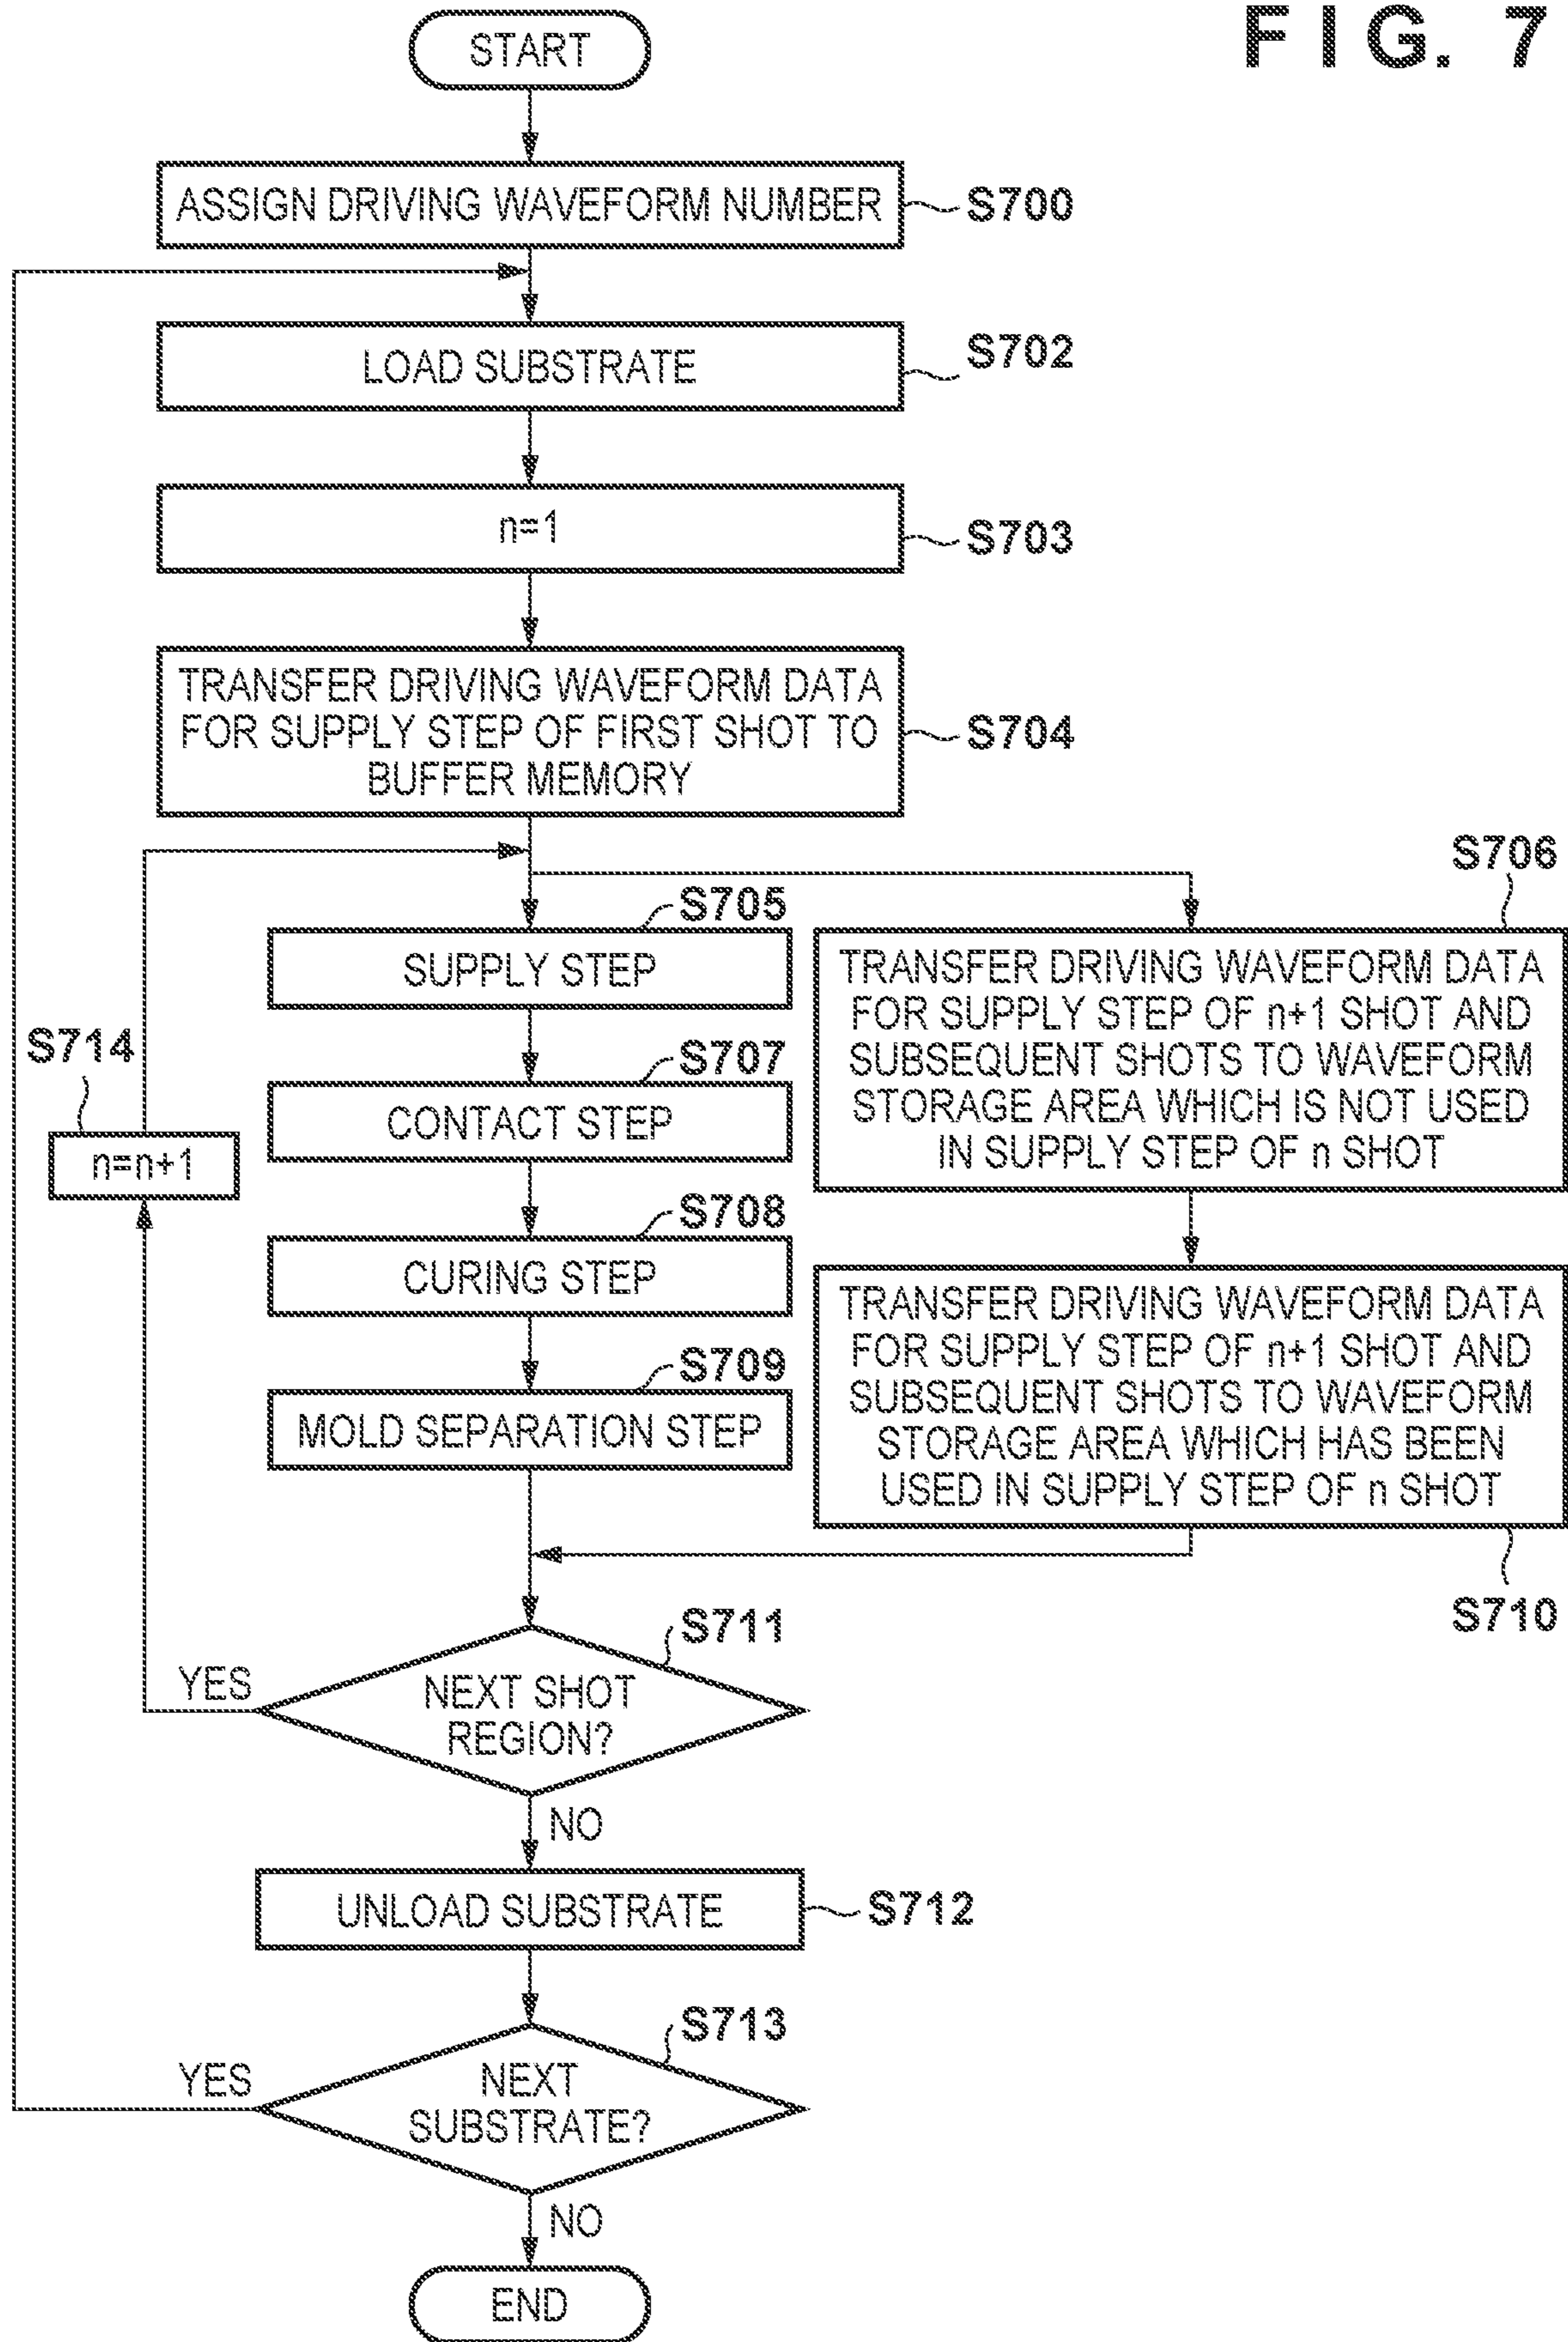 FIG. 7
START
ASSIGN DRIVING WAVEFORM NUMBER
S700
LOAD SUBSTRATE
S702
n=1
S703
TRANSFER DRIVING WAVEFORM DATA
FOR SUPPLY STEP OF FIRST SHOT TO
BUFFER MEMORY
S704
S705
SUPPLY STEP
S706
TRANSFER DRIVING WAVEFORM DATA
FOR SUPPLY STEP OF n+1 SHOT AND
SUBSEQUENT SHOTS TO WAVEFORM
STORAGE AREA WHICH IS NOT USED
IN SUPPLY STEP OF n SHOT
S714
n=n+1
S707
CONTACT STEP
S708
CURING STEP
S709
MOLD SEPARATION STEP
TRANSFER DRIVING WAVEFORM DATA
FOR SUPPLY STEP OF n+1 SHOT AND
SUBSEQUENT SHOTS TO WAVEFORM
STORAGE AREA WHICH HAS BEEN
USED IN SUPPLY STEP OF n SHOT
S710
S711
YES
NEXT SHOT
REGION?
NO
UNLOAD SUBSTRATE
S712
S713
YES
NEXT
SUBSTRATE?
NO
END